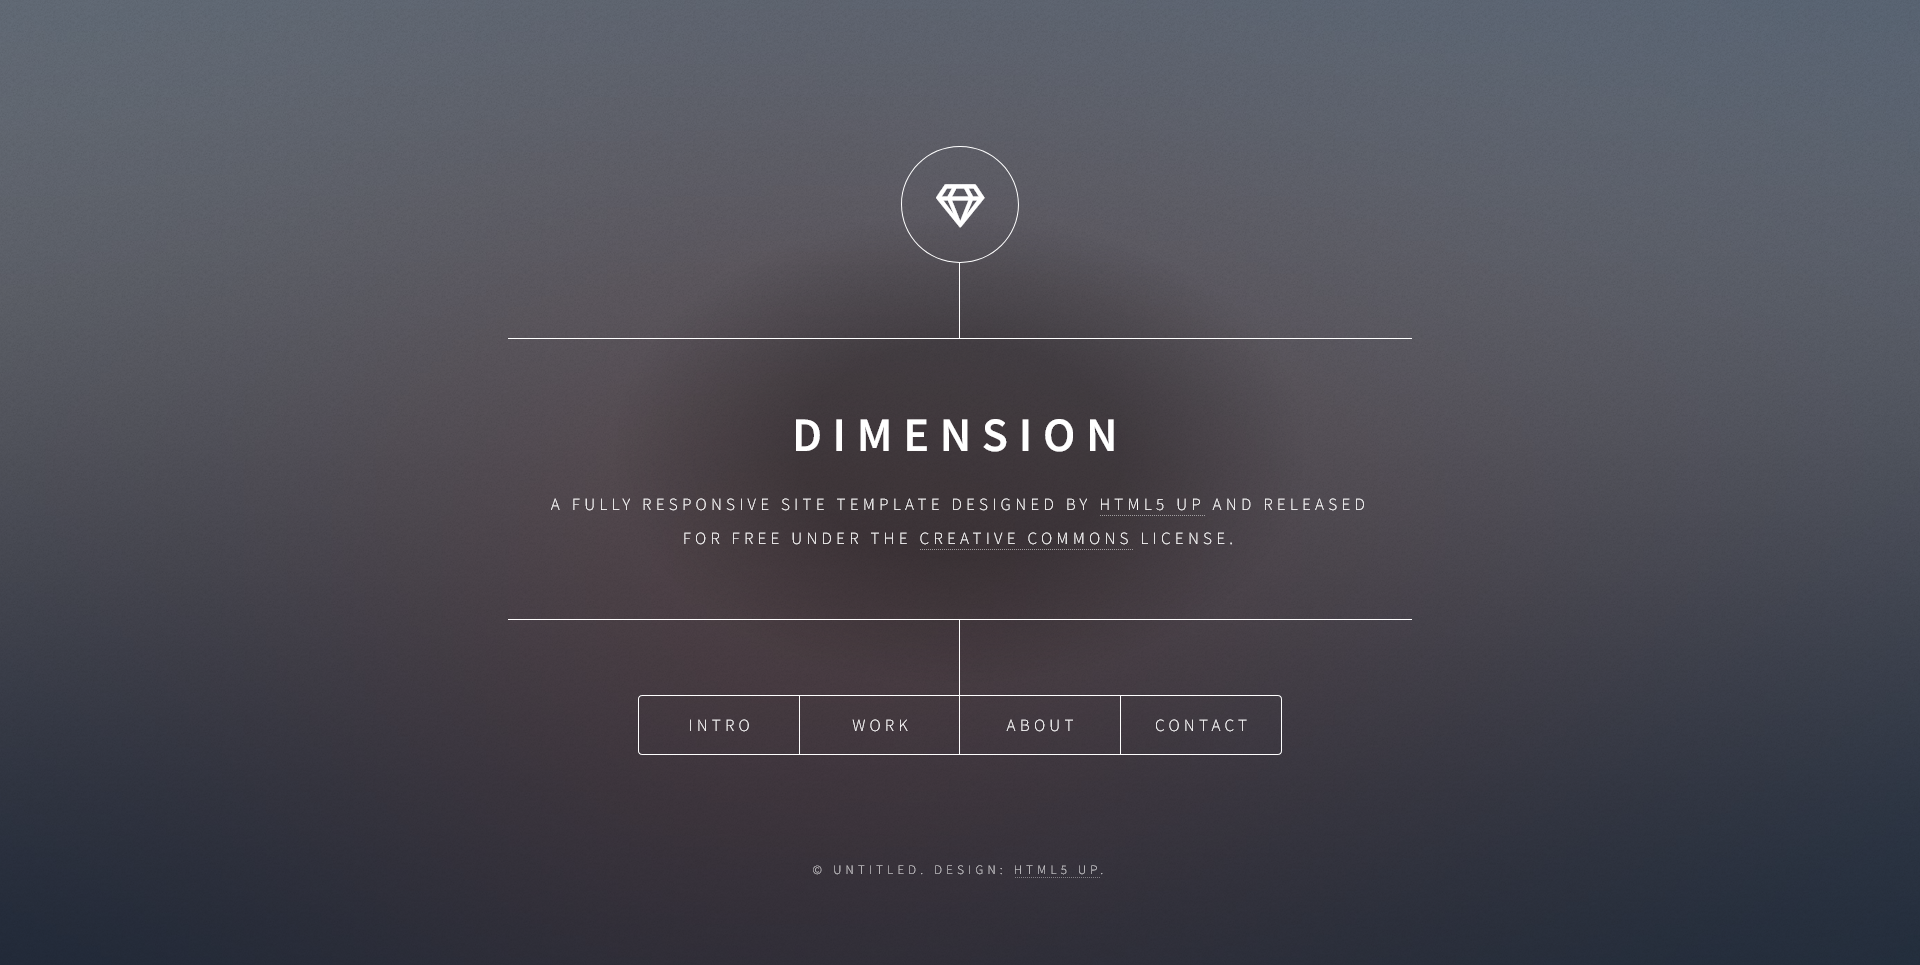 DIMENSION
A FULLY RESPONSIVE SITE TEMPLATE DESIGNED BY HTML5 UP AND RELEASED
FOR FREE UNDER THE CREATIVE COMMONS LICENSE.
INTRO WORK ABOUT CONTACT
© UNTITLED. DESIGN: HTML5 UP.